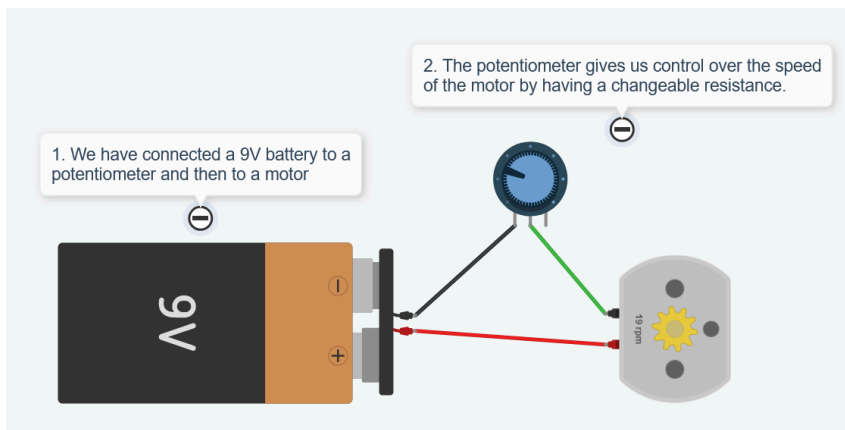 2. The potentiometer gives us control over the speed
of the motor by having a changeable resistance.
1. We have connected a 9V battery to a
potentiometer and then to a motor
9V
−
+
19 rpm